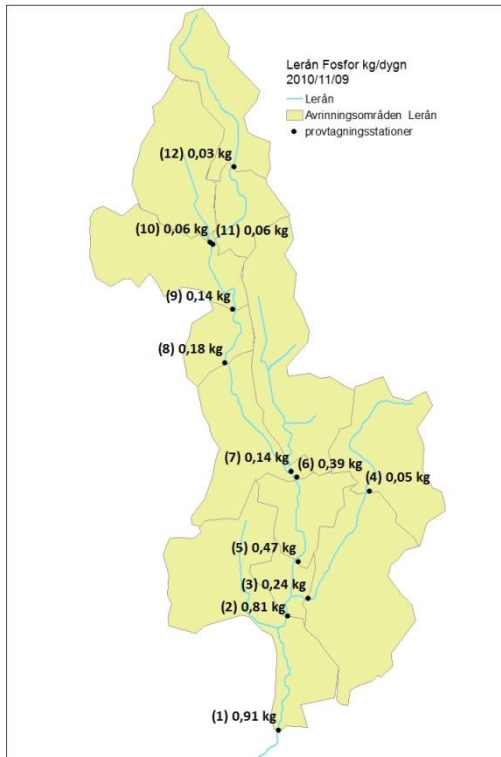 Lerån Fosfor kg/dygn
2010/11/09
Lerån
Avrinningsområden Lerån
provtagningsstationer
(12) 0,03 kg
(10) 0,06 kg (11) 0,06 kg
(9) 0,14 kg
(8) 0,18 kg
(7) 0,14 kg (6) 0,39 kg
(4) 0,05 kg
(5) 0,47 kg
(3) 0,24 kg
(2) 0,81 kg
(1) 0,91 kg